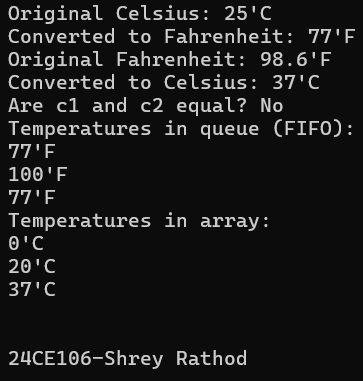 Original Celsius: 25'C
Converted to Fahrenheit: 77'F
Original Fahrenheit: 98.6'F
Converted to Celsius: 37'C
Are c1 and c2 equal? No
Temperatures in queue (FIFO):
77'F
100'F
77'F
Temperatures in array:
0'C
20'C
37'C
24CE106-Shrey Rathod